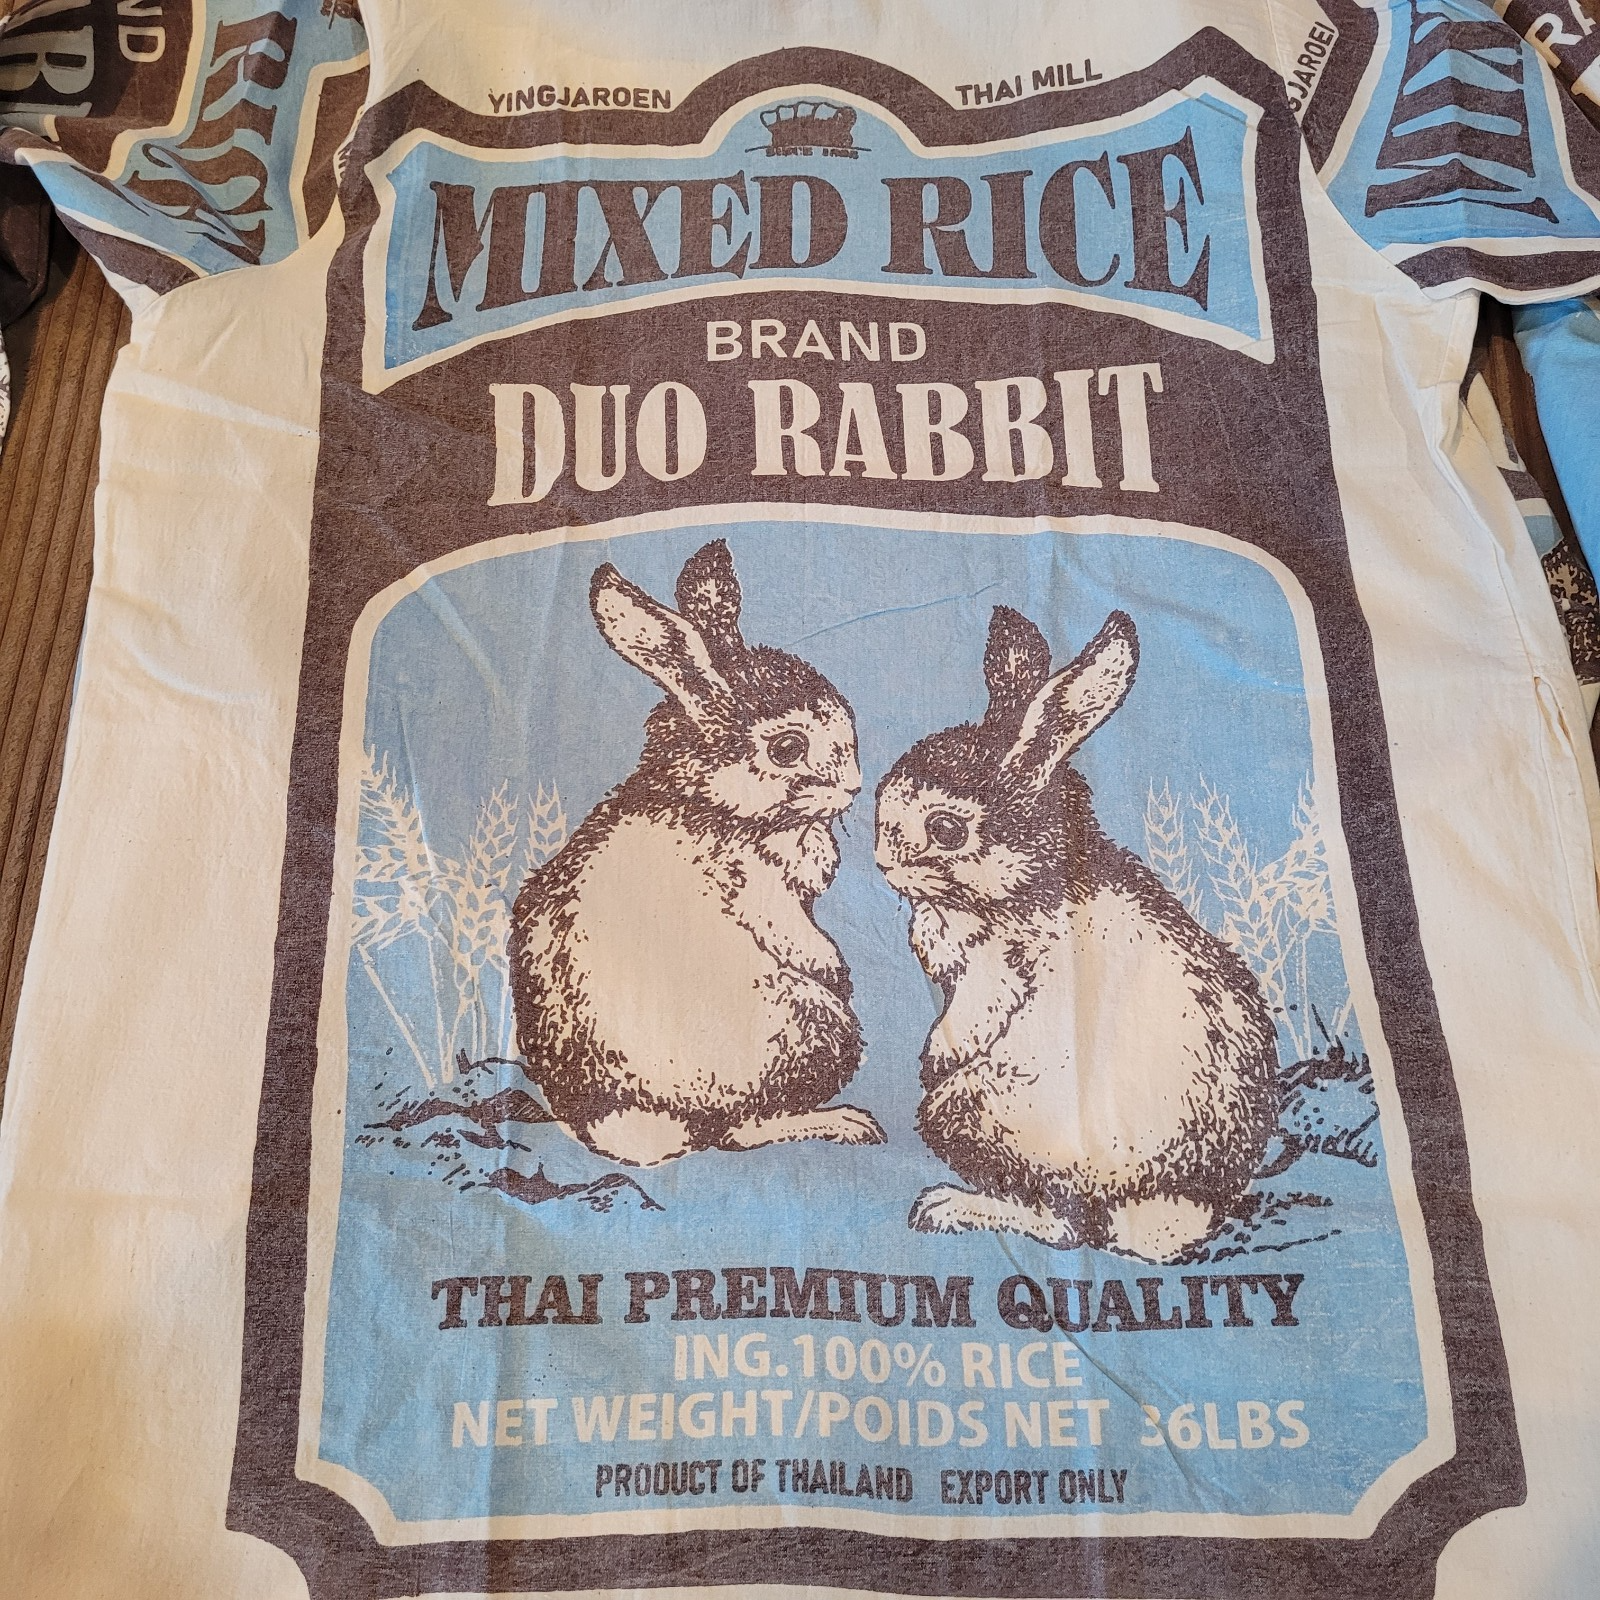 YINGJAROEN THAI MILL
MIXED RICE
BRAND
DUO RABBIT
THAI PREMIUM QUALITY
ING.100% RICE
NET WEIGHT/POIDS NET 36LBS
PRODUCT OF THAILAND EXPORT ONLY